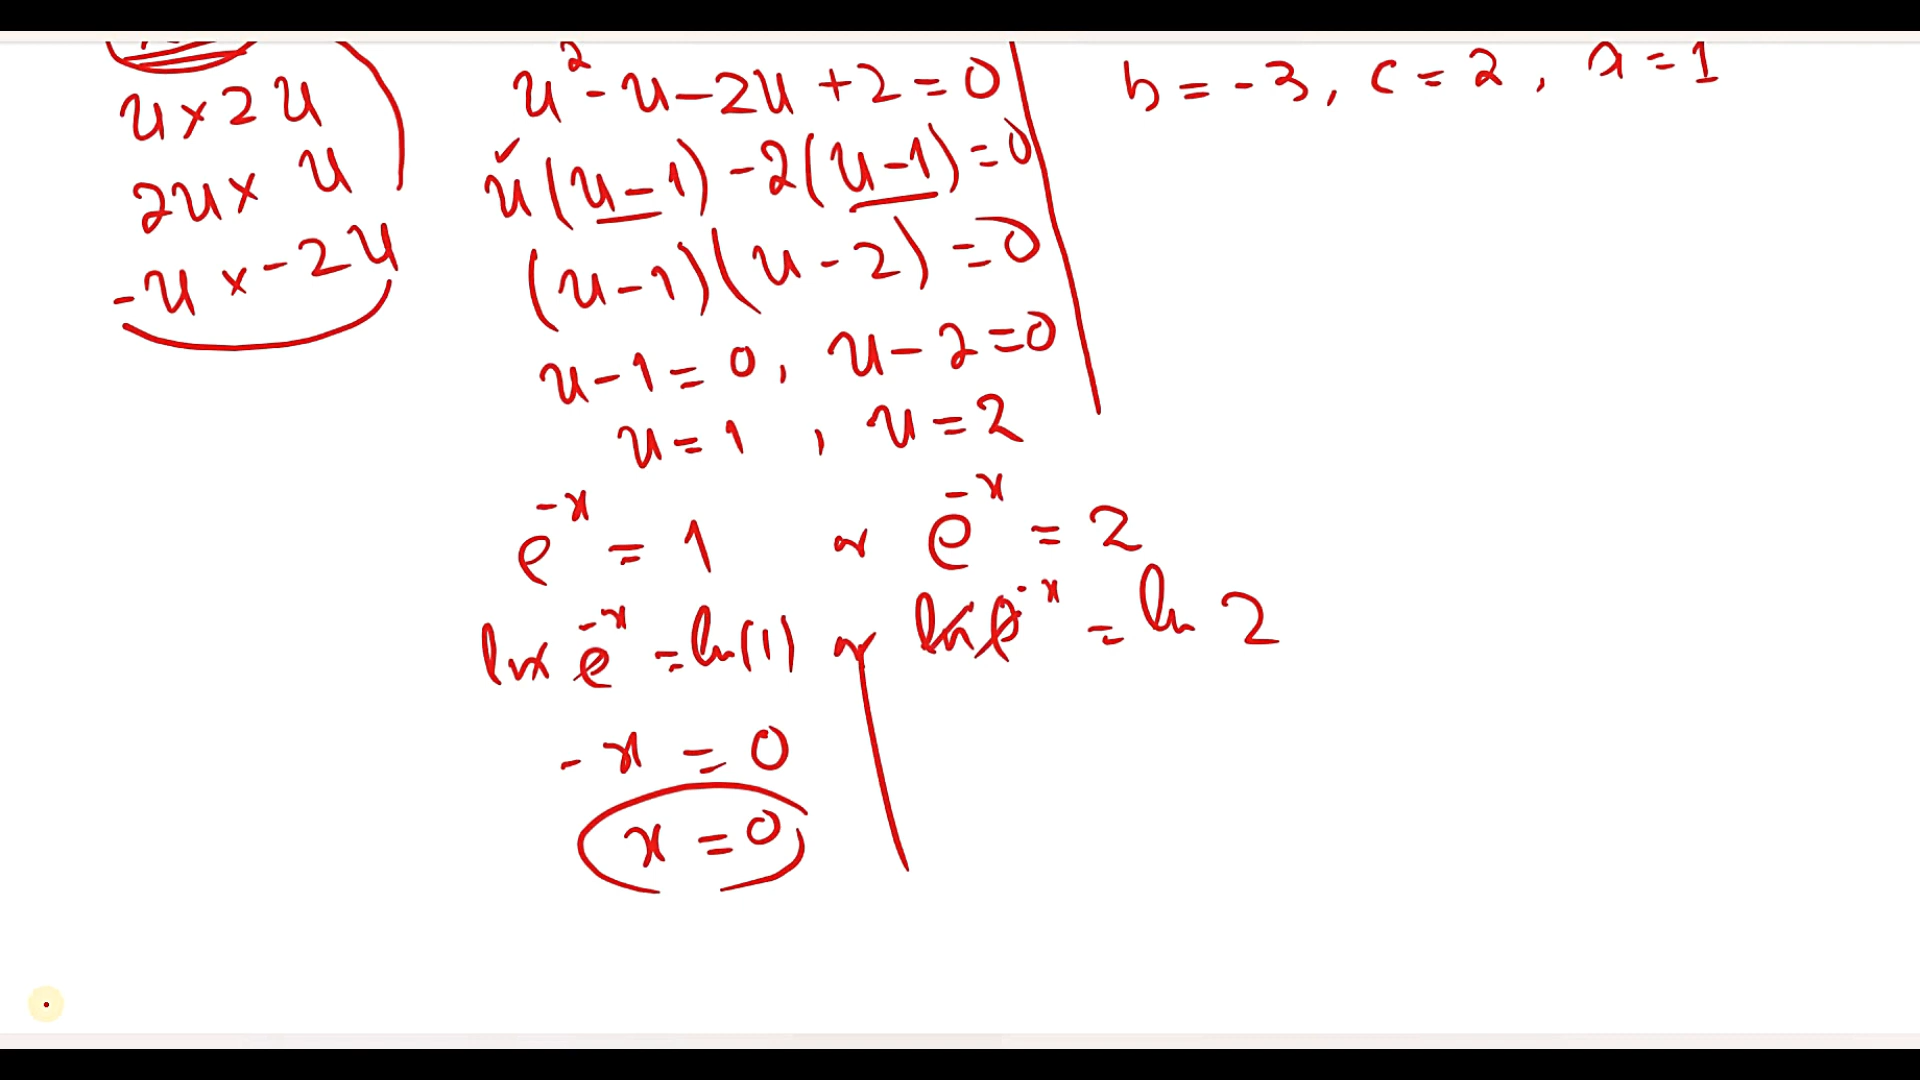 u x 2u
2u x u
-u x -2u
u² - u - 2u + 2 = 0
u(u-1) - 2(u-1) = 0
(u-1)(u-2) = 0
u-1 = 0, u-2 = 0
u = 1 , u = 2
e^-x = 1 or e^-x = 2
ln e^-x = ln(1) or ln e^-x = ln 2
-x = 0
x = 0
b = -3, c = 2, a = 1